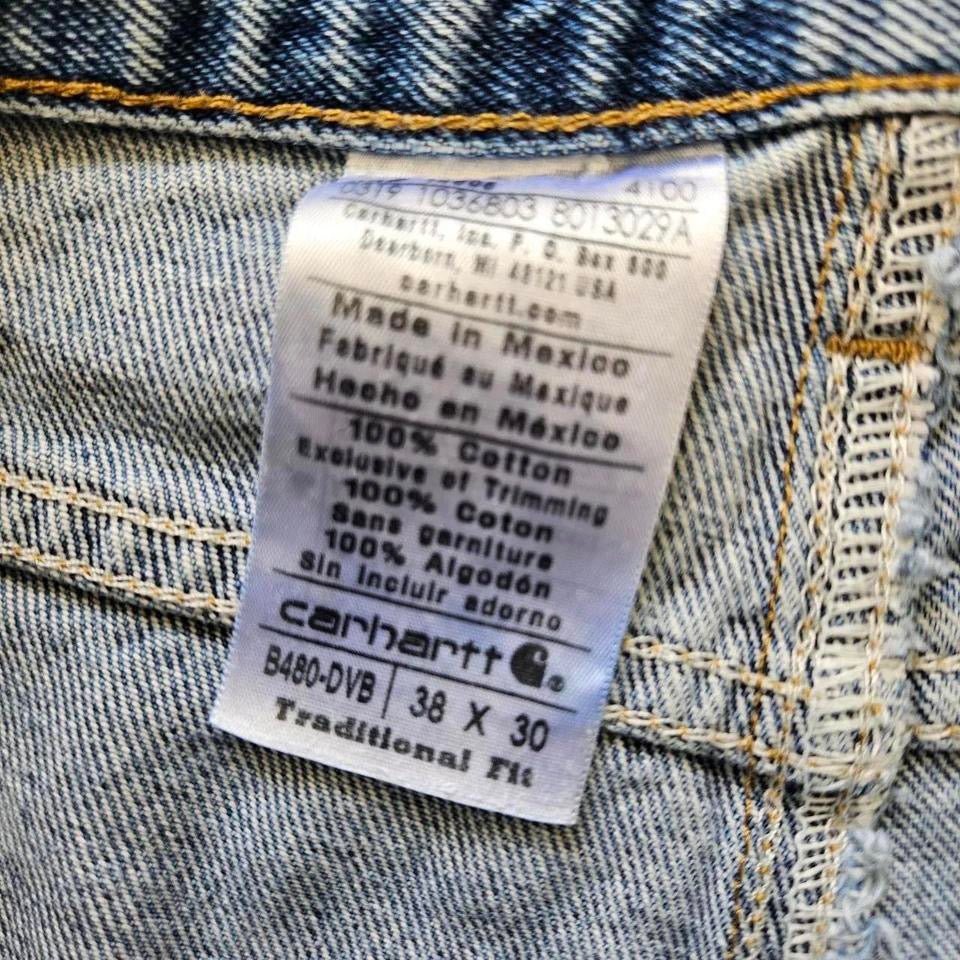 4100
0319 1036803 8013029A
Carhartt, Inc. P. O. Box 600
Dearborn, MI 48121 USA
carhartt.com
Made in Mexico
Fabriqué au Mexique
Hecho en México
100% Cotton
Exclusive of Trimming
100% Coton
Sans garniture
100% Algodón
Sin incluir adorno
carhartt
B480-DVB 38 X 30
Traditional Fit